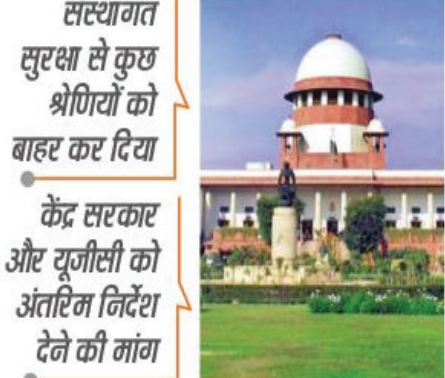 संस्थागत
सुरक्षा से कुछ
श्रेणियों को
बाहर कर दिया
केंद्र सरकार
और यूजीसी को
अंतरिम निर्देश
देने की मांग